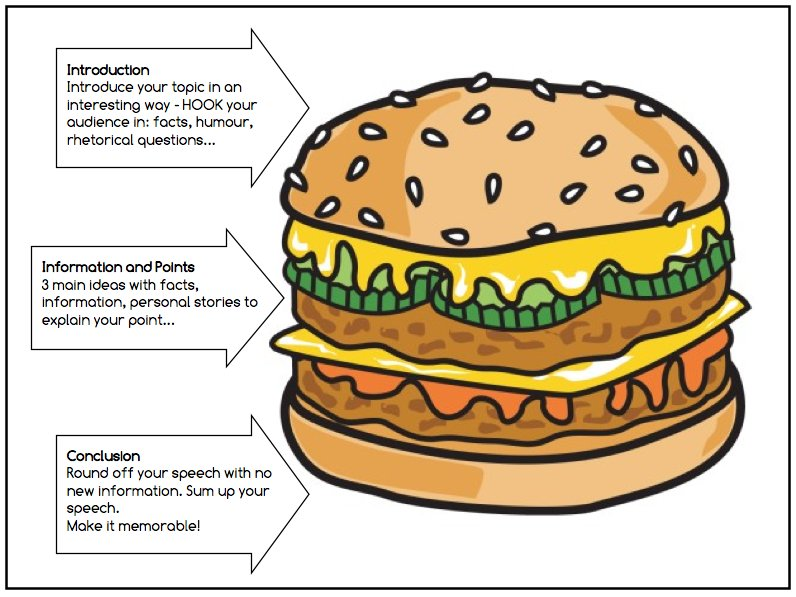 Introduction
Introduce your topic in an
interesting way - HOOK your
audience in: facts, humour,
rhetorical questions...
Information and Points
3 main ideas with facts,
information, personal stories to
explain your point...
Conclusion
Round off your speech with no
new information. Sum up your
speech.
Make it memorable!